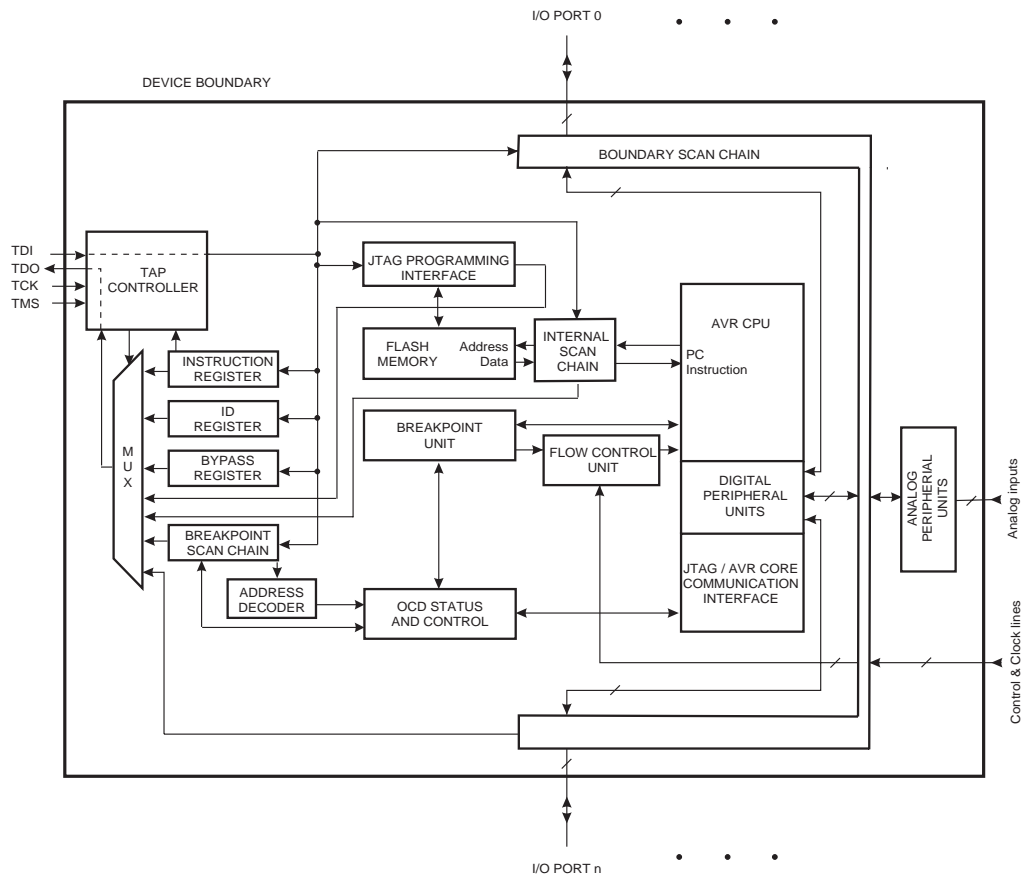 I/O PORT 0
DEVICE BOUNDARY
BOUNDARY SCAN CHAIN
TDI
TDO
TCK
TMS
TAP
CONTROLLER
JTAG PROGRAMMING
INTERFACE
AVR CPU
FLASH
MEMORY
Address
Data
INTERNAL
SCAN
CHAIN
PC
Instruction
INSTRUCTION
REGISTER
ID
REGISTER
BREAKPOINT
UNIT
FLOW CONTROL
UNIT
MUX
BYPASS
REGISTER
DIGITAL
PERIPHERAL
UNITS
ANALOG
PERIPHERIAL
UNITS
Analog inputs
BREAKPOINT
SCAN CHAIN
ADDRESS
DECODER
OCD STATUS
AND CONTROL
JTAG / AVR CORE
COMMUNICATION
INTERFACE
Control & Clock lines
I/O PORT n